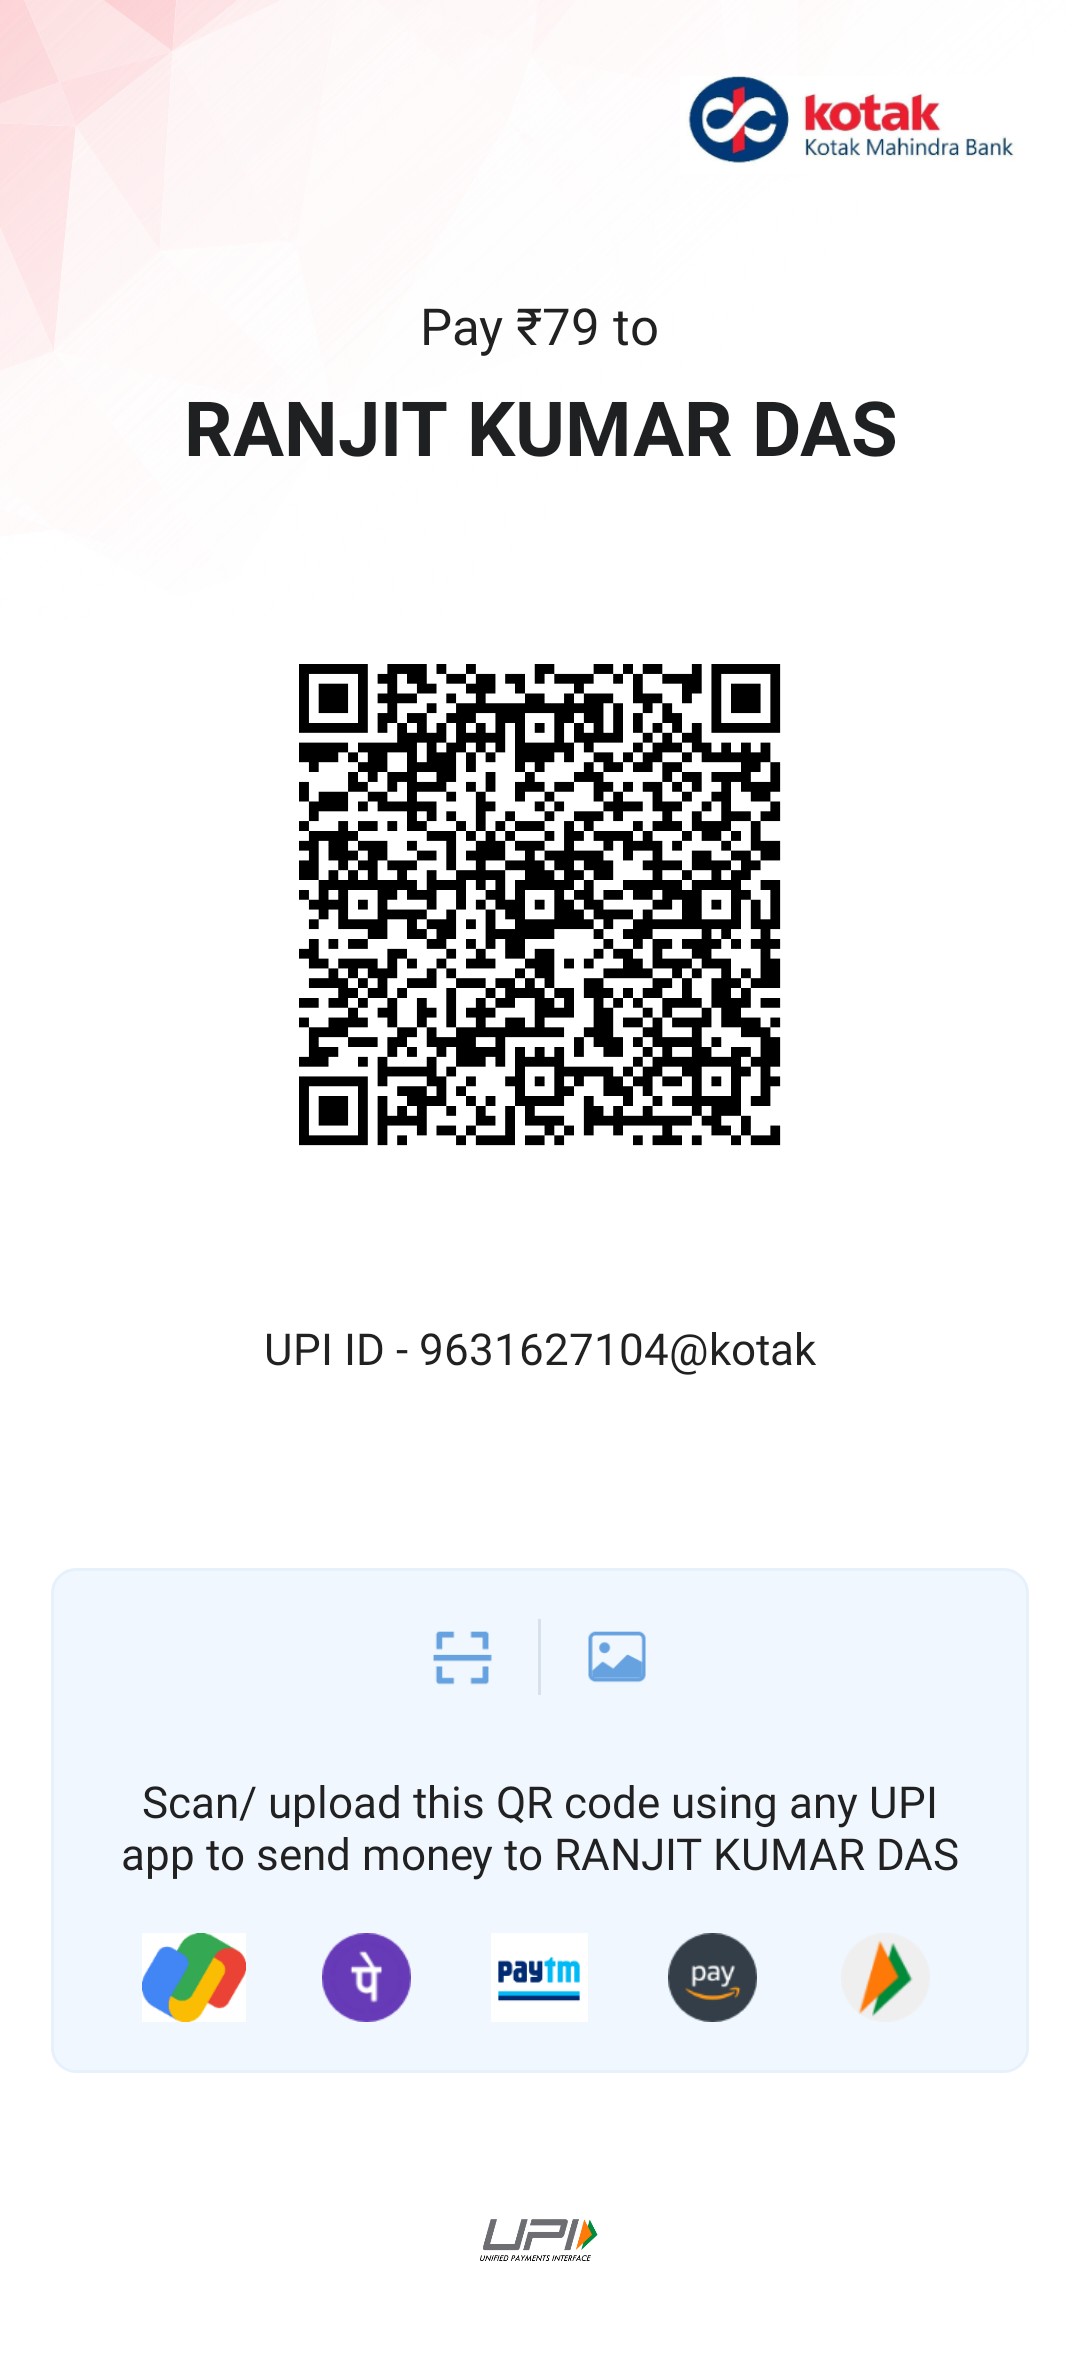 kotak
Kotak Mahindra Bank
Pay ₹79 to
RANJIT KUMAR DAS
UPI ID - 9631627104@kotak
Scan/ upload this QR code using any UPI
app to send money to RANJIT KUMAR DAS
पे
paytm
pay
UPI
UNIFIED PAYMENTS INTERFACE